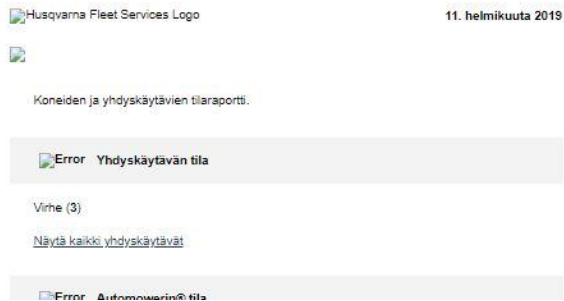 Husqvarna Fleet Services Logo
11. helmikuuta 2019
Koneiden ja yhdyskäytävien tilaraportti.
Error Yhdyskäytävän tila
Virhe (3)
Näytä kaikki yhdyskäytävät
Error Automowerin® tila